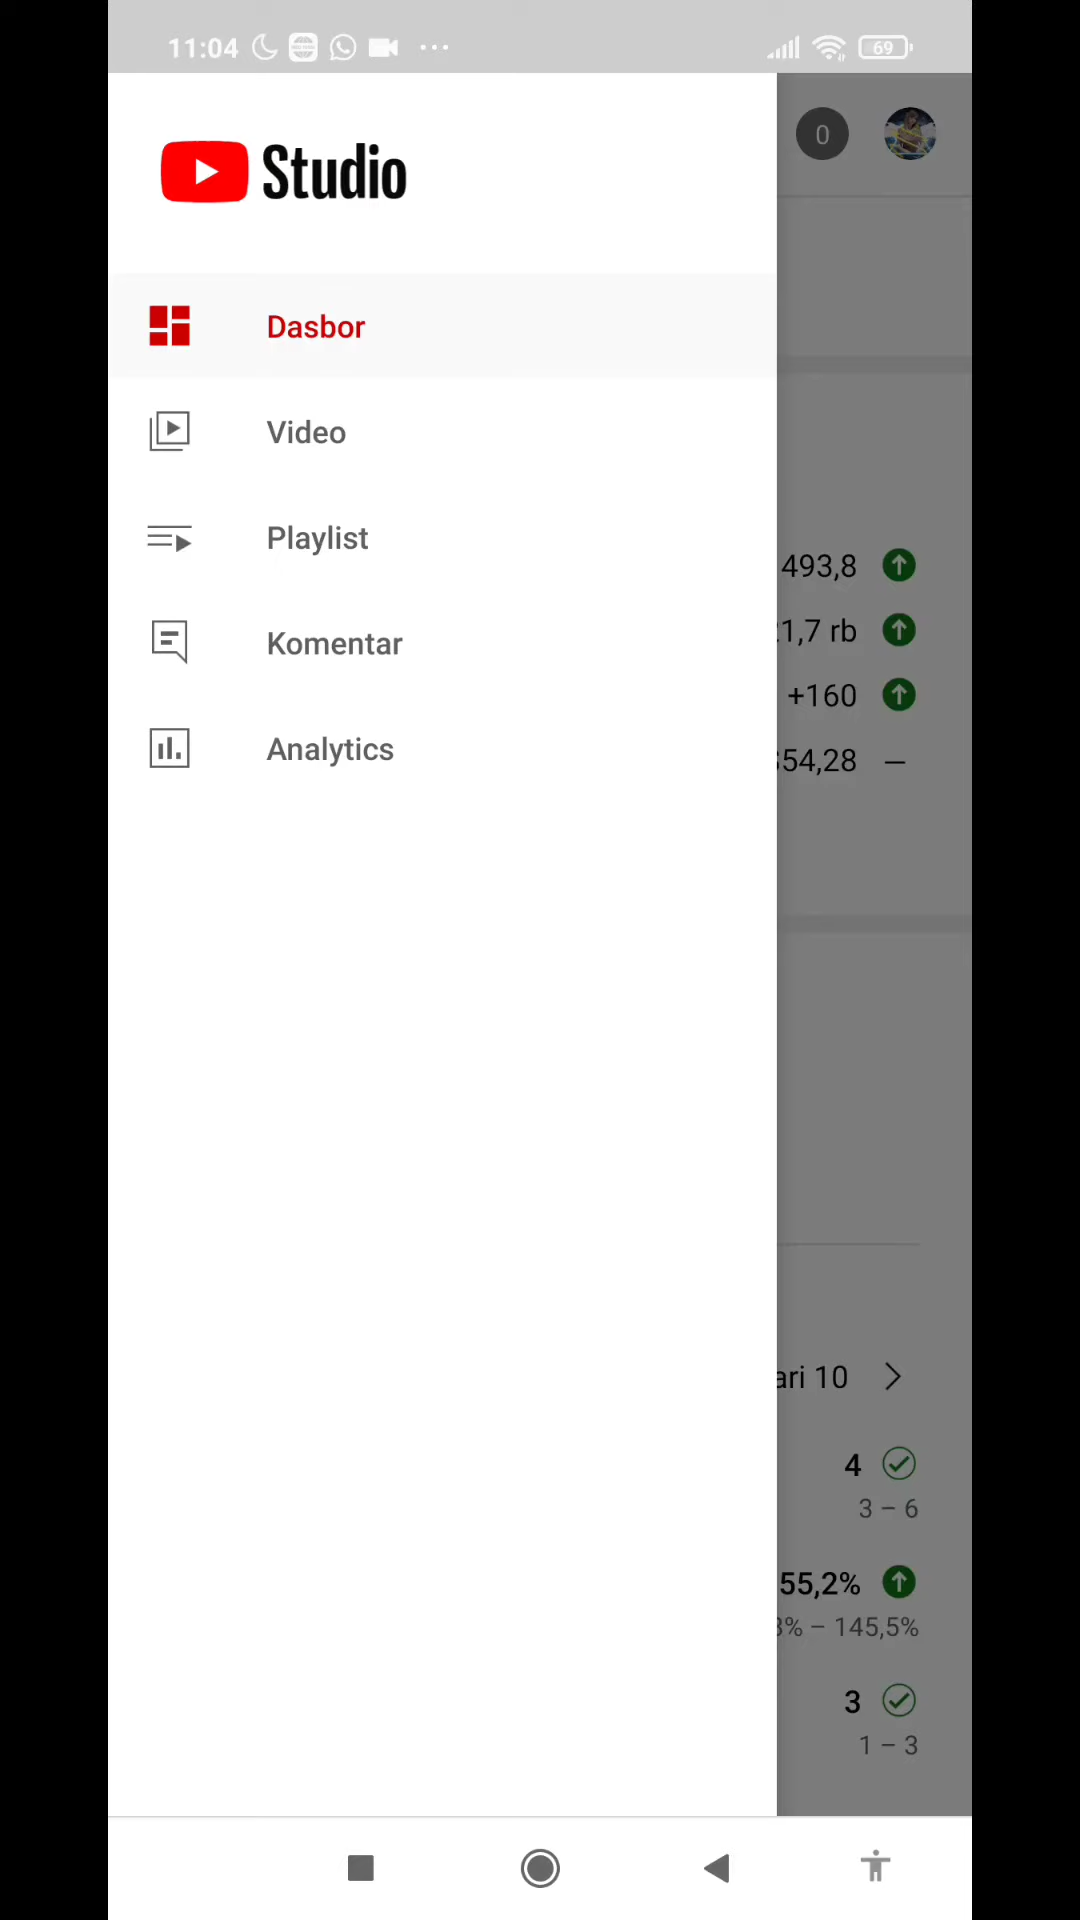 11:04
69
Studio
0
Dasbor
Video
Playlist
493,8
Komentar
1,7 rb
+160
Analytics
54,28
10
4
3 – 6
55,2%
% – 145,5%
3
1 – 3